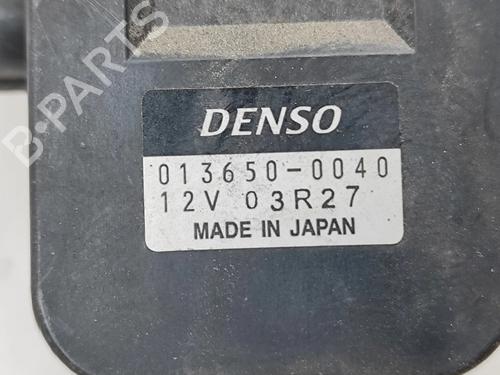 B-PARTS
DENSO
013650-0040
12V 03R27
MADE IN JAPAN